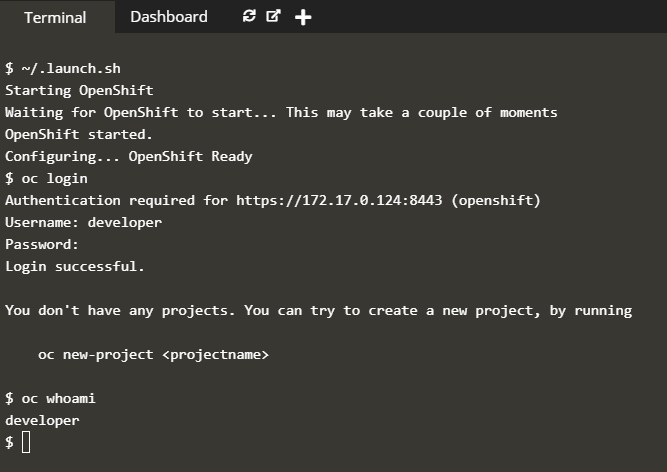 Terminal Dashboard
$ ~/.launch.sh
Starting OpenShift
Waiting for OpenShift to start... This may take a couple of moments
OpenShift started.
Configuring... OpenShift Ready
$ oc login
Authentication required for https://172.17.0.124:8443 (openshift)
Username: developer
Password:
Login successful.
You don't have any projects. You can try to create a new project, by running
oc new-project <projectname>
$ oc whoami
developer
$